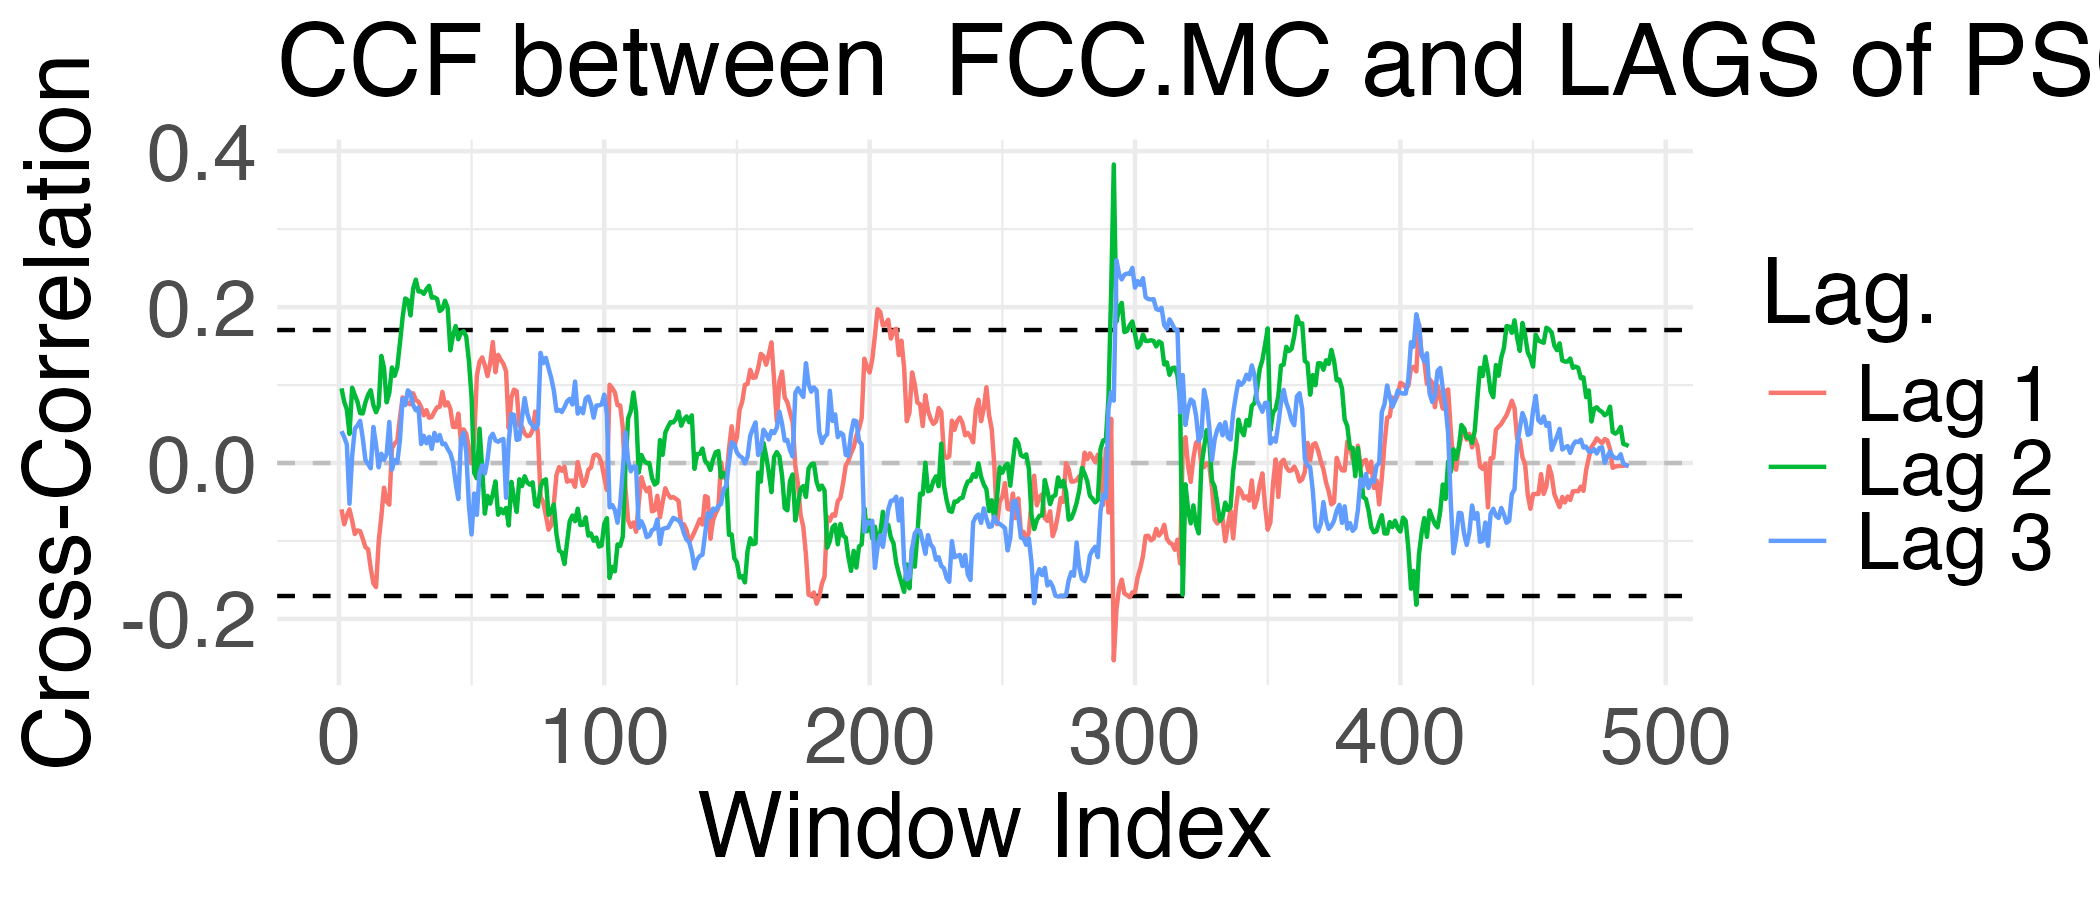 CCF between  FCC.MC and LAGS of PS
Cross-Correlation
0.4
0.2
0.0
-0.2
0
100
200
300
400
500
Window Index
Lag.
Lag 1
Lag 2
Lag 3